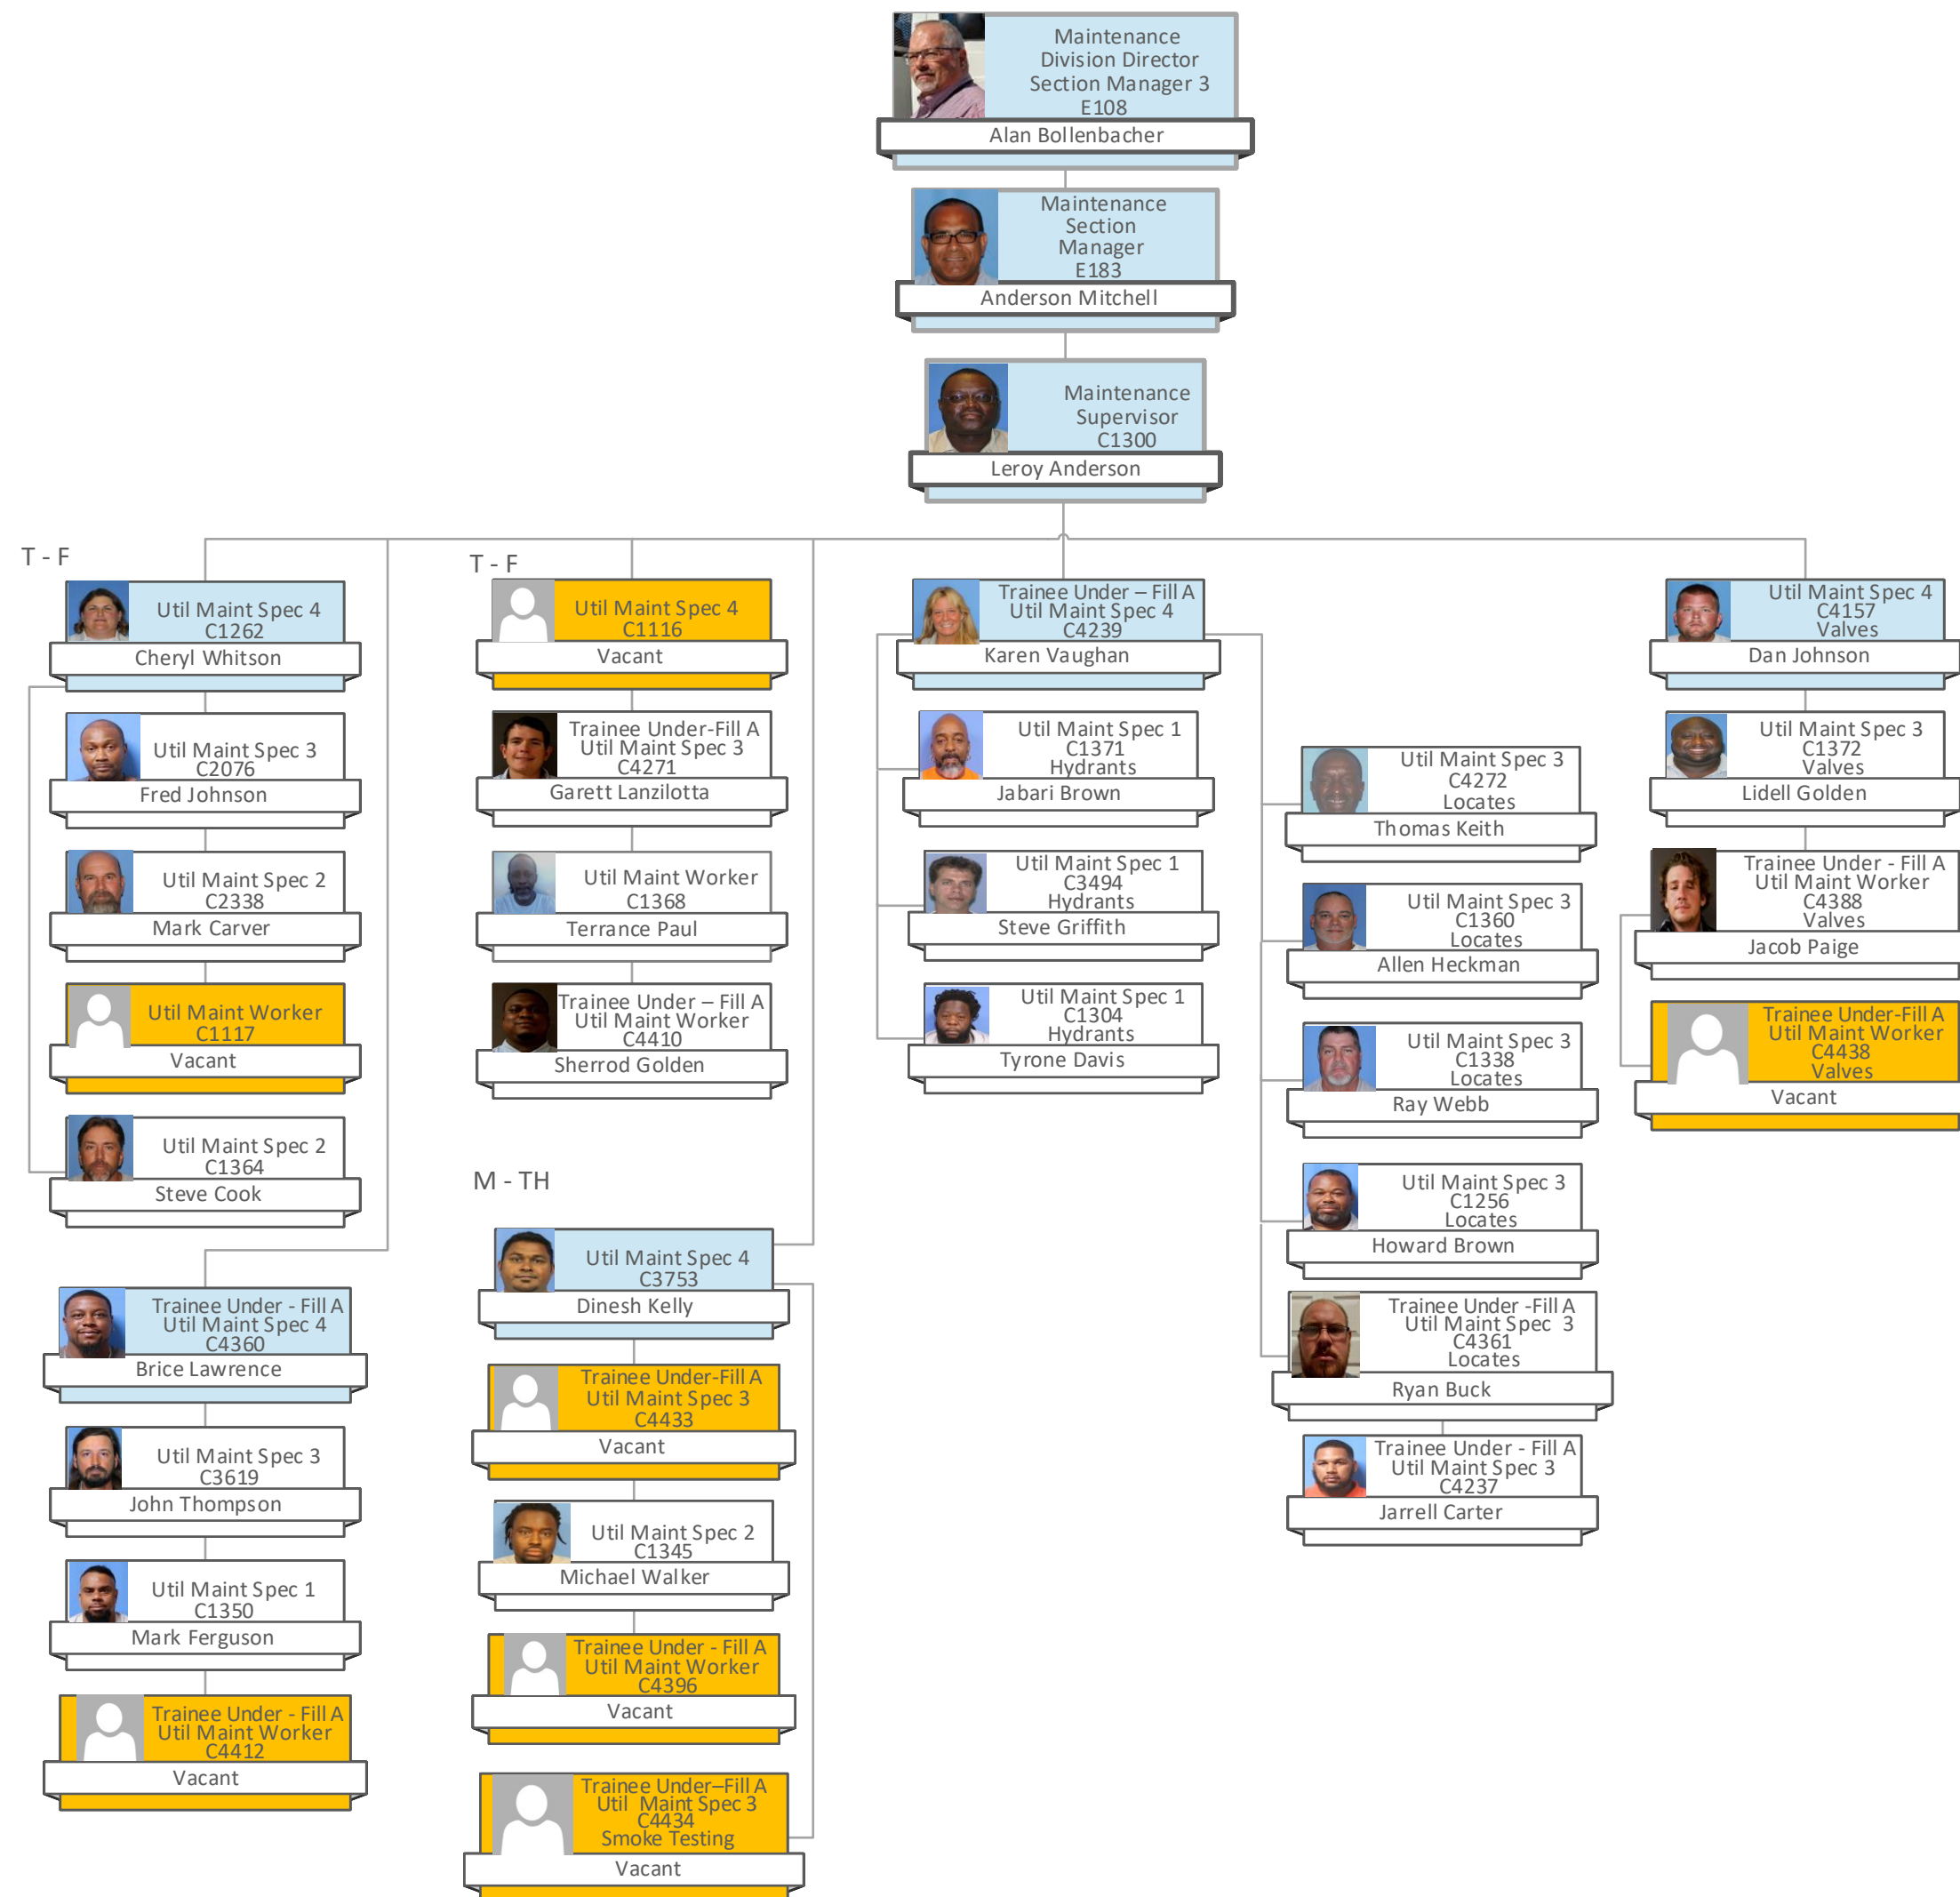 Maintenance
Division Director
Section Manager 3
E108
Alan Bollenbacher
Maintenance
Section
Manager
E183
Anderson Mitchell
Maintenance
Supervisor
C1300
Leroy Anderson
T - F
Util Maint Spec 4
C1262
Cheryl Whitson
Util Maint Spec 3
C2076
Fred Johnson
Util Maint Spec 2
C2338
Mark Carver
Util Maint Worker
C1117
Vacant
Util Maint Spec 2
C1364
Steve Cook
Trainee Under - Fill A
Util Maint Spec 4
C4360
Brice Lawrence
Util Maint Spec 3
C3619
John Thompson
Util Maint Spec 1
C1350
Mark Ferguson
Trainee Under - Fill A
Util Maint Worker
C4412
Vacant
T - F
Util Maint Spec 4
C1116
Vacant
Trainee Under-Fill A
Util Maint Spec 3
C4271
Garett Lanzilotta
Util Maint Worker
C1368
Terrance Paul
Trainee Under – Fill A
Util Maint Worker
C4410
Sherrod Golden
M - TH
Util Maint Spec 4
C3753
Dinesh Kelly
Trainee Under-Fill A
Util Maint Spec 3
C4433
Vacant
Util Maint Spec 2
C1345
Michael Walker
Trainee Under - Fill A
Util Maint Worker
C4396
Vacant
Trainee Under–Fill A
Util Maint Spec 3
C4434
Smoke Testing
Vacant
Trainee Under – Fill A
Util Maint Spec 4
C4239
Karen Vaughan
Util Maint Spec 1
C1371
Hydrants
Jabari Brown
Util Maint Spec 1
C3494
Hydrants
Steve Griffith
Util Maint Spec 1
C1304
Hydrants
Tyrone Davis
Util Maint Spec 3
C4272
Locates
Thomas Keith
Util Maint Spec 3
C1360
Locates
Allen Heckman
Util Maint Spec 3
C1338
Locates
Ray Webb
Util Maint Spec 3
C1256
Locates
Howard Brown
Trainee Under -Fill A
Util Maint Spec 3
C4361
Locates
Ryan Buck
Trainee Under - Fill A
Util Maint Spec 3
C4237
Jarrell Carter
Util Maint Spec 4
C4157
Valves
Dan Johnson
Util Maint Spec 3
C1372
Valves
Lidell Golden
Trainee Under - Fill A
Util Maint Worker
C4388
Valves
Jacob Paige
Trainee Under-Fill A
Util Maint Worker
C4438
Valves
Vacant